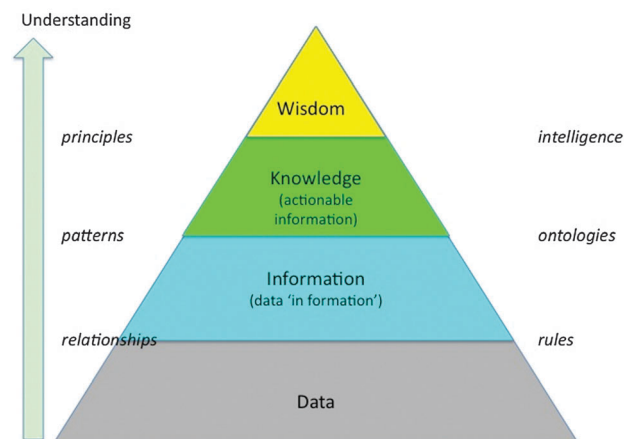 Understanding
Wisdom
principles
intelligence
Knowledge
(actionable
information)
patterns
ontologies
Information
(data 'in formation')
relationships
rules
Data